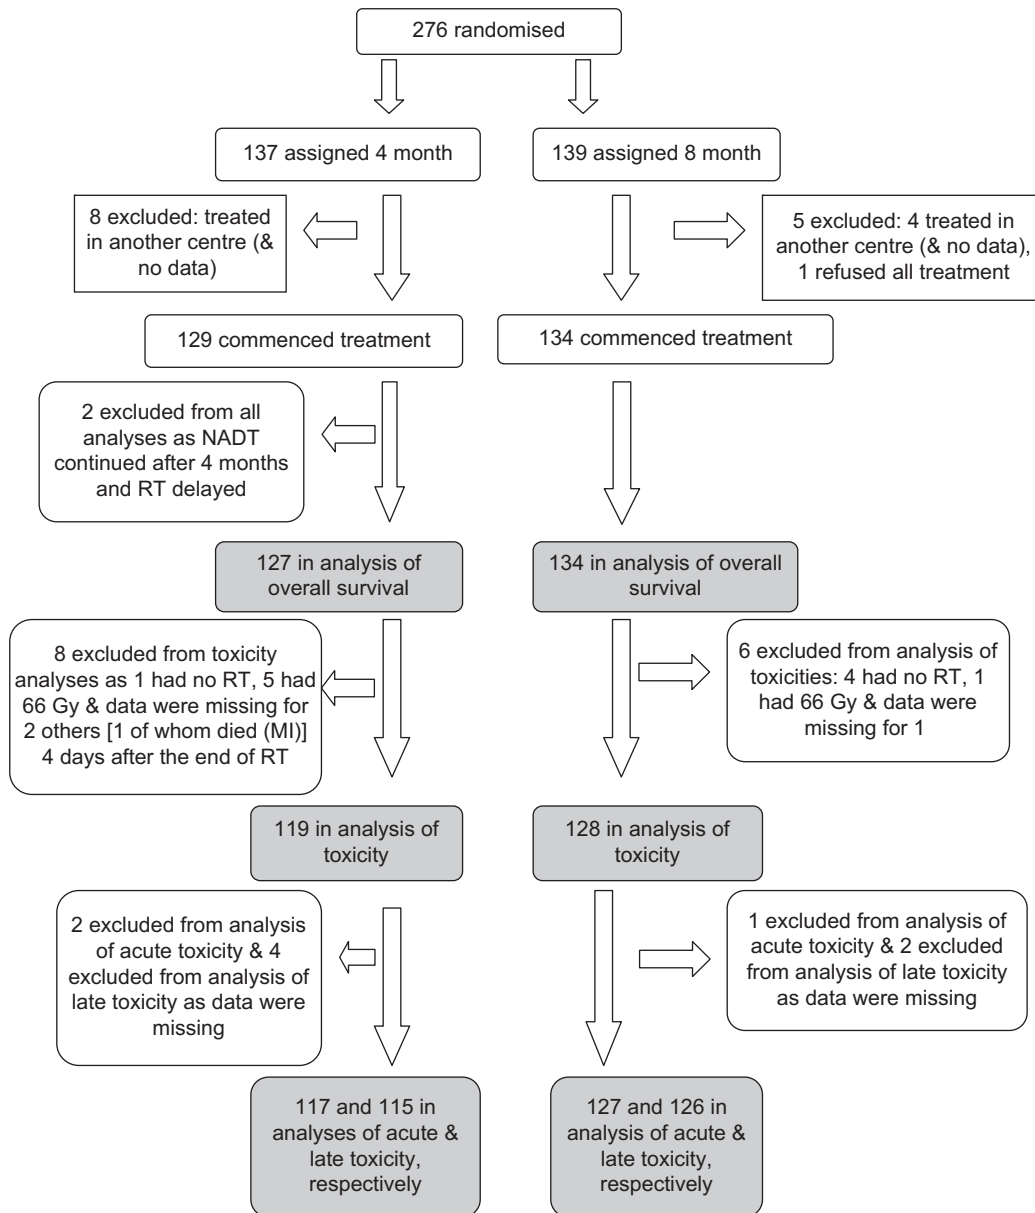 276 randomised
137 assigned 4 month
139 assigned 8 month
8 excluded: treated
in another centre (&
no data)
5 excluded: 4 treated in
another centre (& no data),
1 refused all treatment
129 commenced treatment
134 commenced treatment
2 excluded from all
analyses as NADT
continued after 4 months
and RT delayed
127 in analysis of
overall survival
134 in analysis of overall
survival
8 excluded from toxicity
analyses as 1 had no RT, 5 had
66 Gy & data were missing for
2 others [1 of whom died (MI)]
4 days after the end of RT
6 excluded from analysis of
toxicities: 4 had no RT, 1
had 66 Gy & data were
missing for 1
119 in analysis of
toxicity
128 in analysis of
toxicity
2 excluded from analysis
of acute toxicity & 4
excluded from analysis of
late toxicity as data were
missing
1 excluded from analysis of
acute toxicity & 2 excluded
from analysis of late toxicity
as data were missing
117 and 115 in
analyses of acute &
late toxicity,
respectively
127 and 126 in
analysis of acute &
late toxicity,
respectively